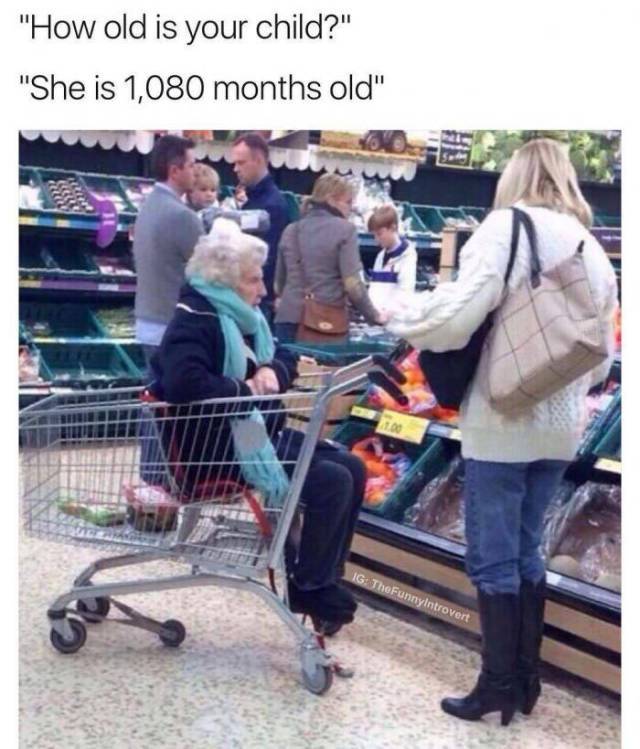 "How old is your child?"
"She is 1,080 months old"
1.00
IG: TheFunnyIntrovert